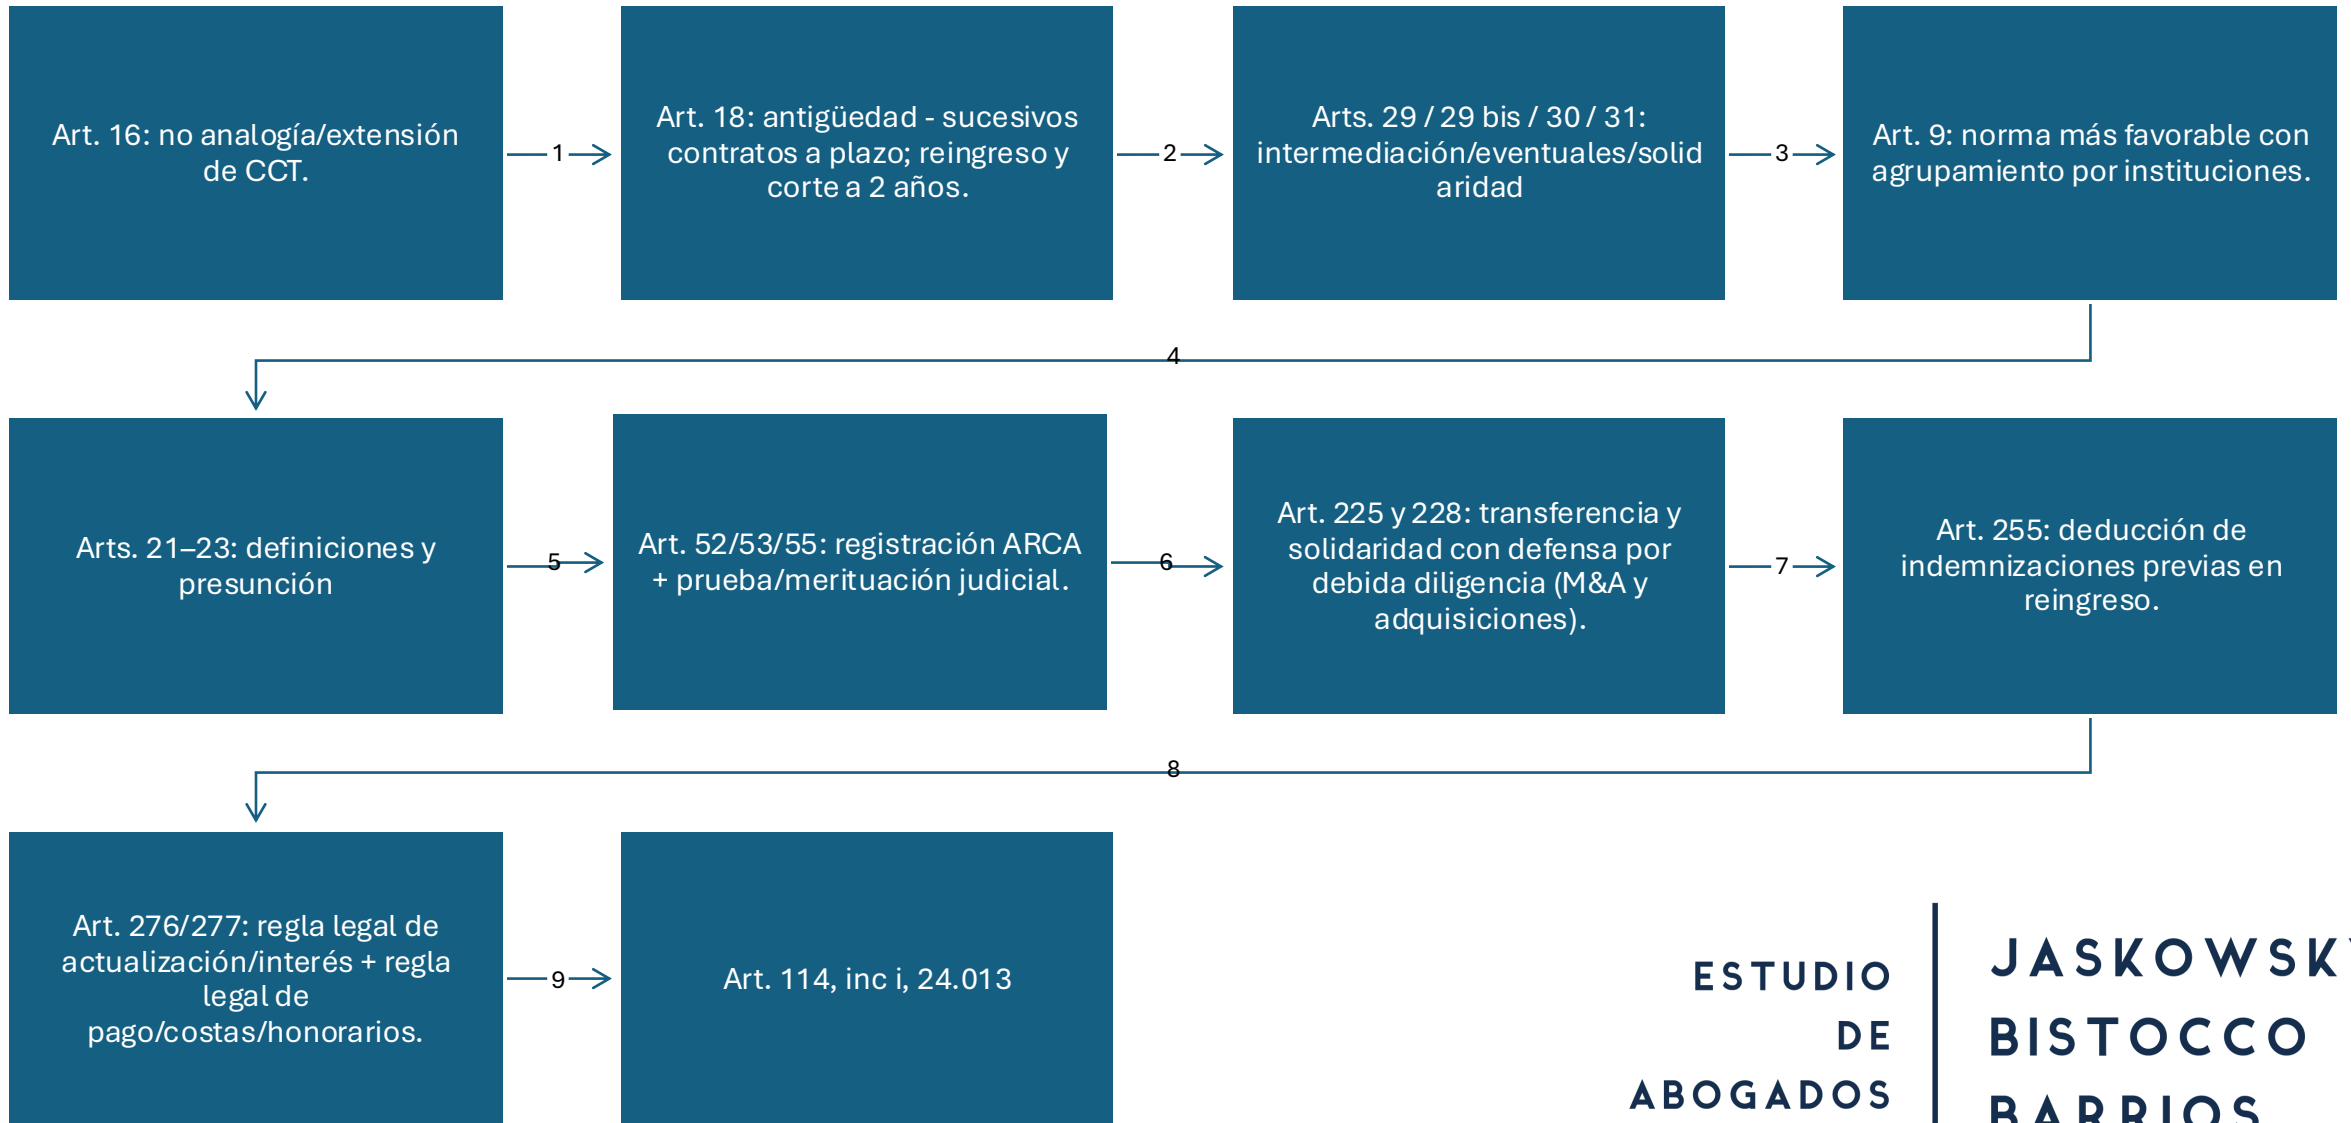 Art. 16: no analogía/extensión
de CCT.
1
Art. 18: antigüedad - sucesivos
contratos a plazo; reingreso y
corte a 2 años.
2
Arts. 29 / 29 bis / 30 / 31:
intermediación/eventuales/solid
aridad
3
Art. 9: norma más favorable con
agrupamiento por instituciones.
4
Arts. 21–23: definiciones y
presunción
5
Art. 52/53/55: registración ARCA
+ prueba/merituación judicial.
6
Art. 225 y 228: transferencia y
solidaridad con defensa por
debida diligencia (M&A y
adquisiciones).
7
Art. 255: deducción de
indemnizaciones previas en
reingreso.
8
Art. 276/277: regla legal de
actualización/interés + regla
legal de
pago/costas/honorarios.
9
Art. 114, inc i, 24.013
ESTUDIO
DE
ABOGADOS
JASKOWSKY
BISTOCCO
BARRIOS